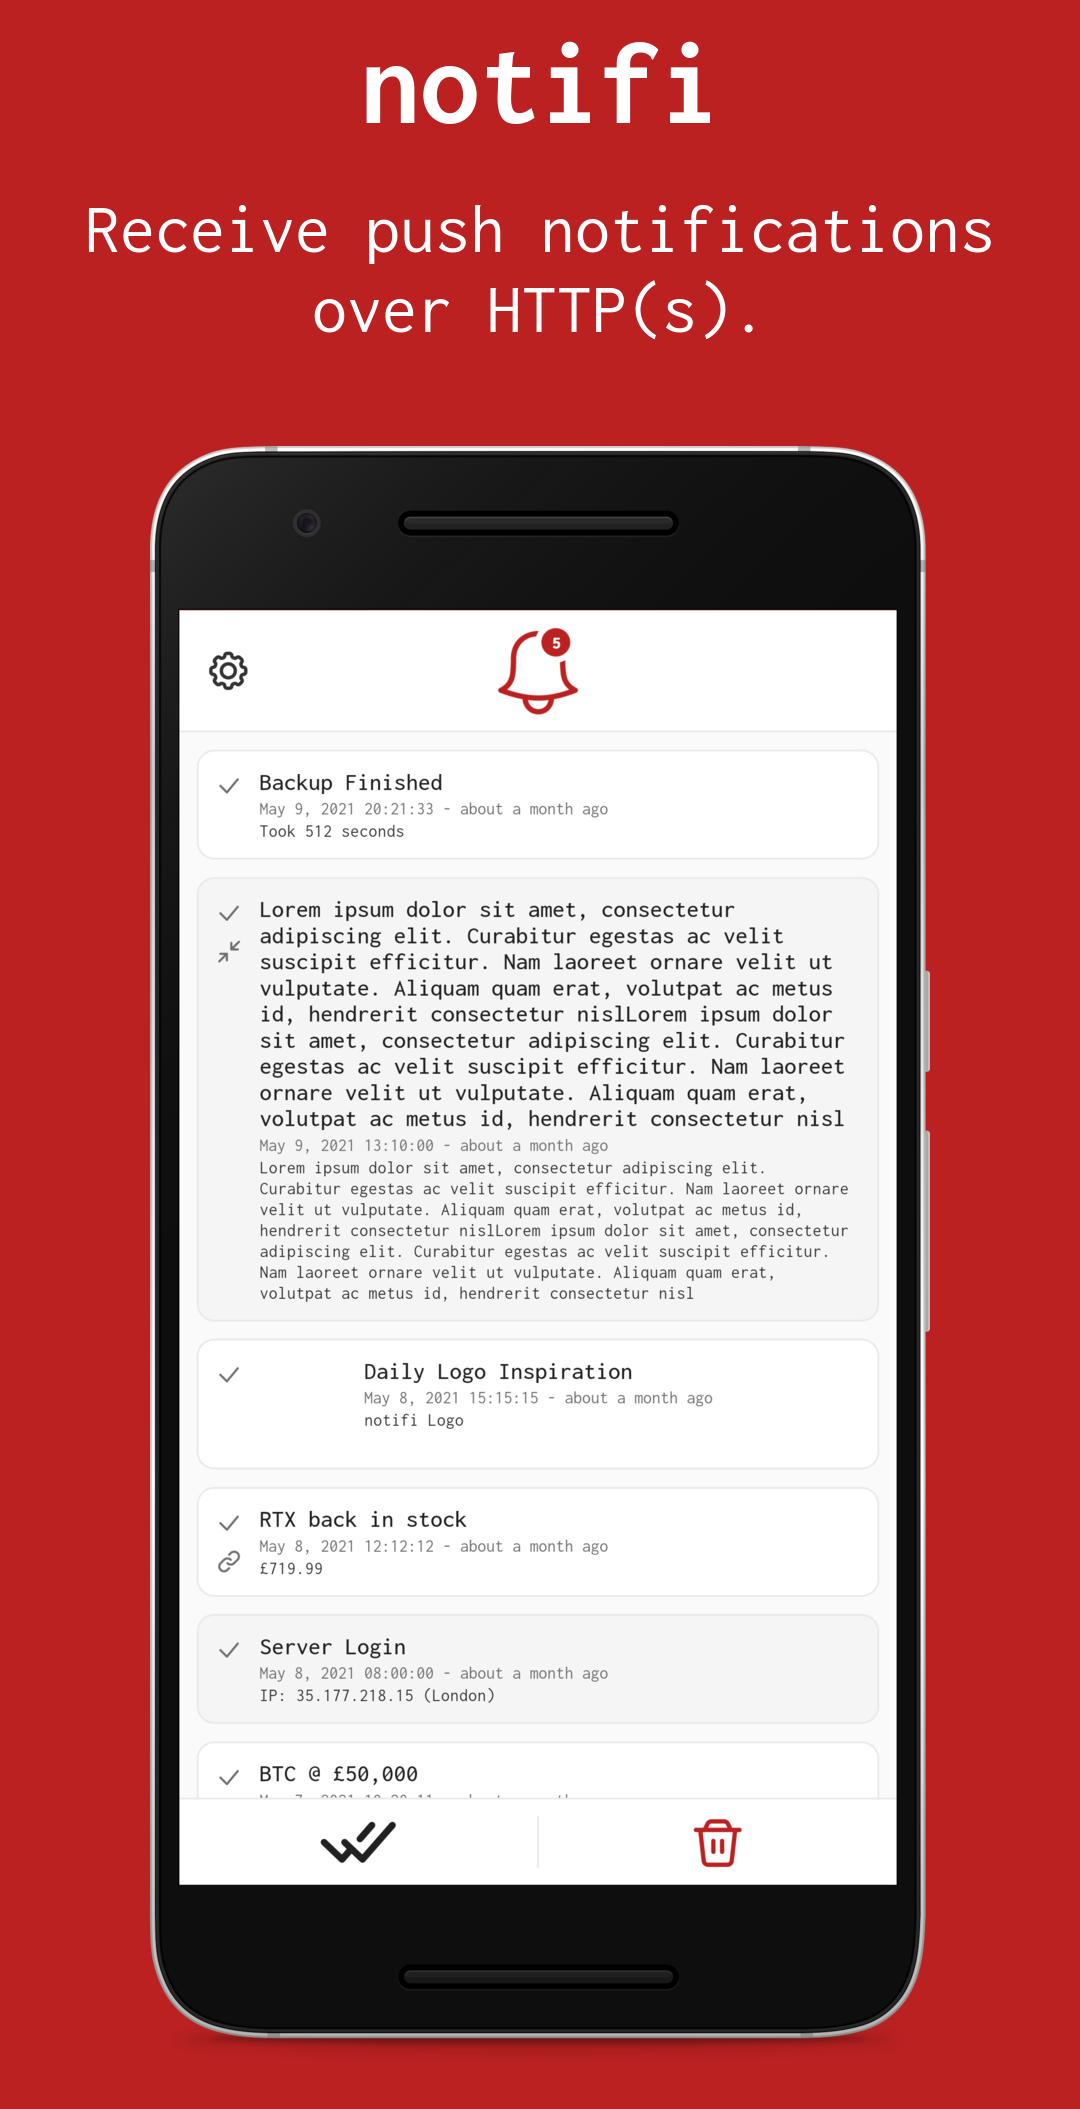 notifi
Receive push notifications
over HTTP(s).
5
Backup Finished
May 9, 2021 20:21:33 - about a month ago
Took 512 seconds
Lorem ipsum dolor sit amet, consectetur
adipiscing elit. Curabitur egestas ac velit
suscipit efficitur. Nam laoreet ornare velit ut
vulputate. Aliquam quam erat, volutpat ac metus
id, hendrerit consectetur nislLorem ipsum dolor
sit amet, consectetur adipiscing elit. Curabitur
egestas ac velit suscipit efficitur. Nam laoreet
ornare velit ut vulputate. Aliquam quam erat,
volutpat ac metus id, hendrerit consectetur nisl
May 9, 2021 13:10:00 - about a month ago
Lorem ipsum dolor sit amet, consectetur adipiscing elit.
Curabitur egestas ac velit suscipit efficitur. Nam laoreet ornare
velit ut vulputate. Aliquam quam erat, volutpat ac metus id,
hendrerit consectetur nislLorem ipsum dolor sit amet, consectetur
adipiscing elit. Curabitur egestas ac velit suscipit efficitur.
Nam laoreet ornare velit ut vulputate. Aliquam quam erat,
volutpat ac metus id, hendrerit consectetur nisl
Daily Logo Inspiration
May 8, 2021 15:15:15 - about a month ago
notifi Logo
RTX back in stock
May 8, 2021 12:12:12 - about a month ago
£719.99
Server Login
May 8, 2021 08:00:00 - about a month ago
IP: 35.177.218.15 (London)
BTC @ £50,000